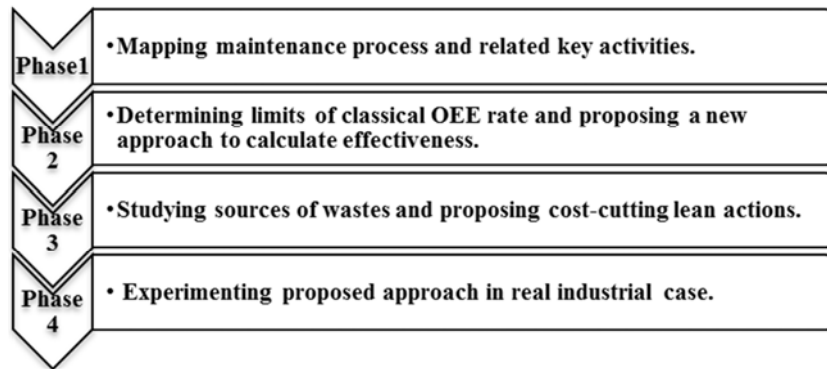 Phase1
•Mapping maintenance process and related key activities.
Phase
2
•Determining limits of classical OEE rate and proposing a new
approach to calculate effectiveness.
Phase
3
•Studying sources of wastes and proposing cost-cutting lean actions.
Phase
4
• Experimenting proposed approach in real industrial case.